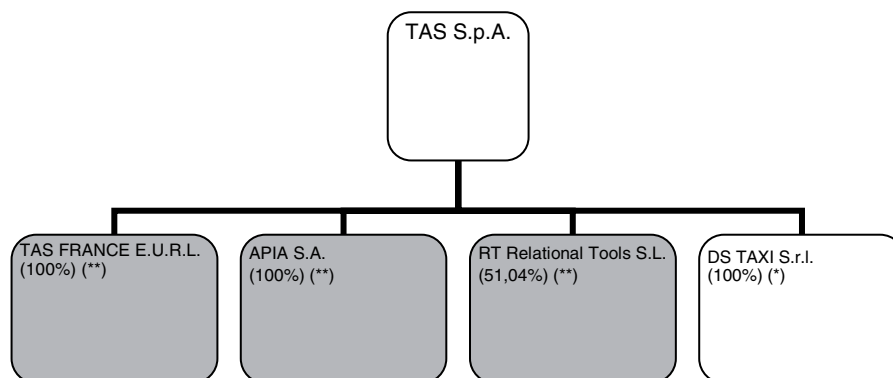 TAS S.p.A.
TAS FRANCE E.U.R.L.
(100%) (**)
APIA S.A.
(100%) (**)
RT Relational Tools S.L.
(51,04%) (**)
DS TAXI S.r.l.
(100%) (*)